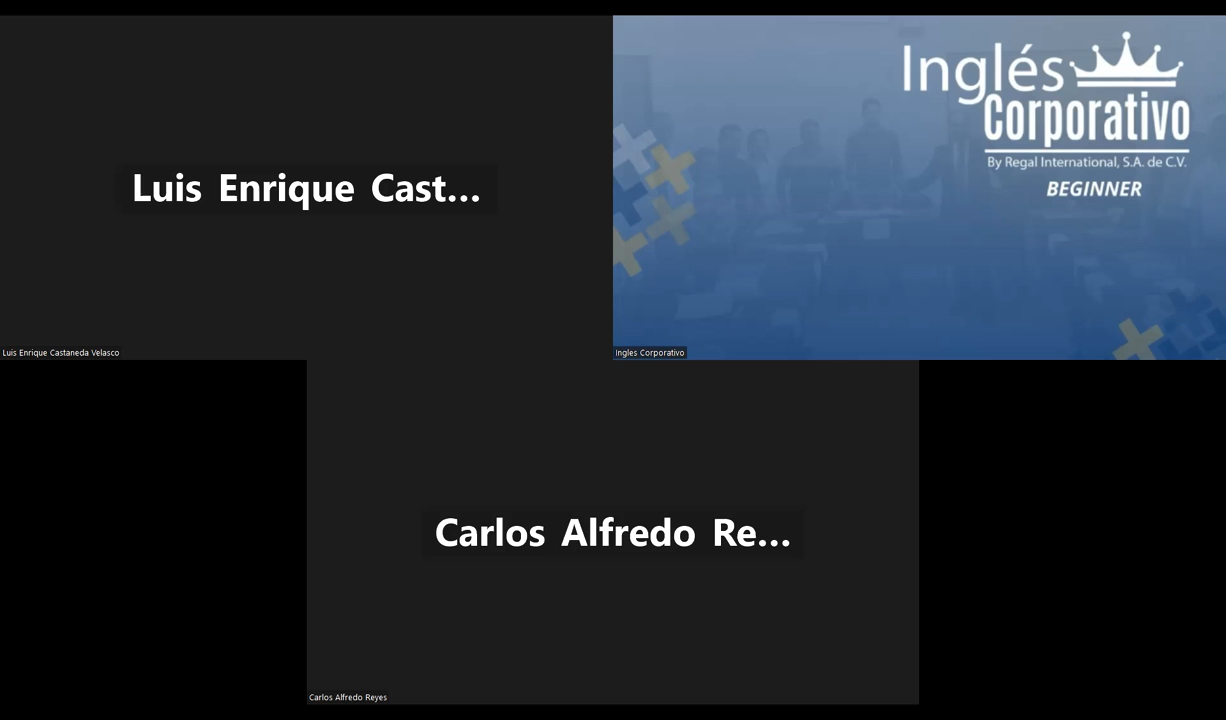 Luis Enrique Cast...
Luis Enrique Castaneda Velasco
Inglés
Corporativo
By Regal International, S.A. de C.V.
BEGINNER
Ingles Corporativo
Carlos Alfredo Re...
Carlos Alfredo Reyes